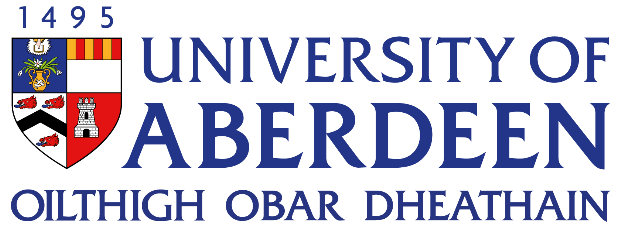 1495
UNIVERSITY OF
ABERDEEN
OILTHIGH OBAR DHEATHAIN